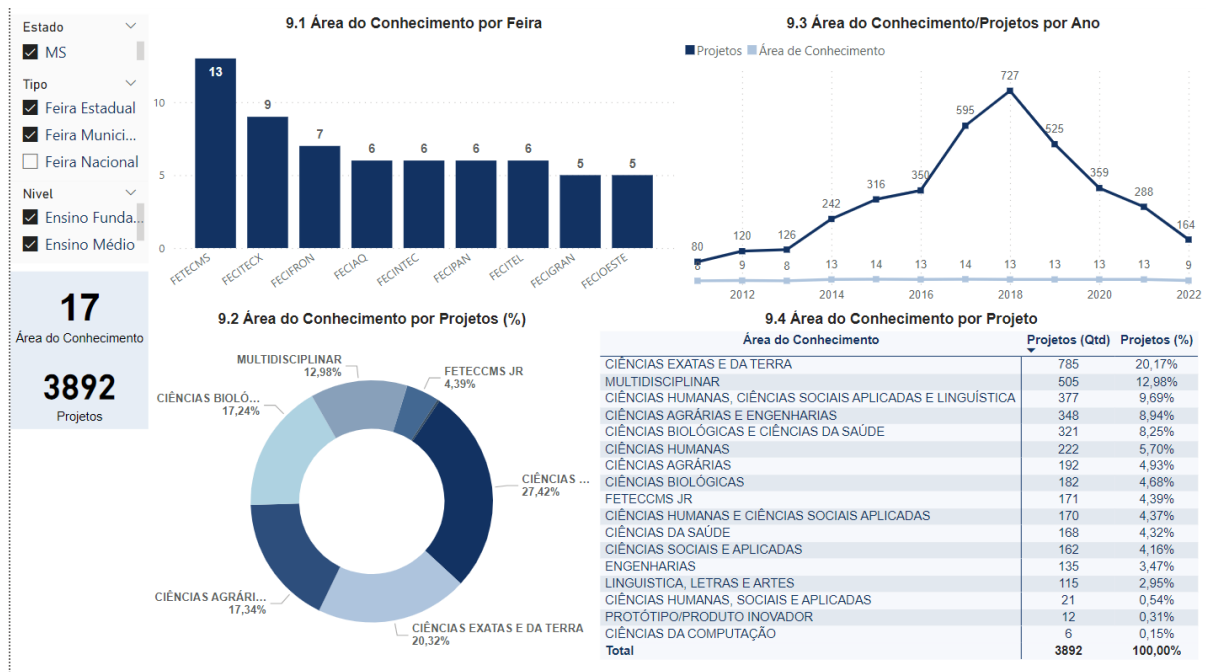 Estado
MS
Tipo
Feira Estadual
Feira Munici...
Feira Nacional
Nivel
Ensino Funda...
Ensino Médio
17
Área do Conhecimento
3892
Projetos
9.1 Área do Conhecimento por Feira
10
5
0
13
9
7
6
6
6
6
5
5
FETECMS
FECITECX
FECIFRON
FECIAQ
FECINTEC
FECIPAN
FECITEL
FECIGRAN
FECIOESTE
9.3 Área do Conhecimento/Projetos por Ano
Projetos
Área de Conhecimento
80
120
126
242
316
350
595
727
525
359
288
164
8
9
8
13
14
13
14
13
13
13
13
9
2012
2014
2016
2018
2020
2022
9.2 Área do Conhecimento por Projetos (%)
MULTIDISCIPLINAR
12,98%
FETECCMS JR
4,39%
CIÊNCIAS BIOLÓ...
17,24%
CIÊNCIAS ...
27,42%
CIÊNCIAS AGRÁRI...
17,34%
CIÊNCIAS EXATAS E DA TERRA
20,32%
9.4 Área do Conhecimento por Projeto
Área do Conhecimento Projetos (Qtd) Projetos (%)
CIÊNCIAS EXATAS E DA TERRA 785 20,17%
MULTIDISCIPLINAR 505 12,98%
CIÊNCIAS HUMANAS, CIÊNCIAS SOCIAIS APLICADAS E LINGUÍSTICA 377 9,69%
CIÊNCIAS AGRÁRIAS E ENGENHARIAS 348 8,94%
CIÊNCIAS BIOLÓGICAS E CIÊNCIAS DA SAÚDE 321 8,25%
CIÊNCIAS HUMANAS 222 5,70%
CIÊNCIAS AGRÁRIAS 192 4,93%
CIÊNCIAS BIOLÓGICAS 182 4,68%
FETECCMS JR 171 4,39%
CIÊNCIAS HUMANAS E CIÊNCIAS SOCIAIS APLICADAS 170 4,37%
CIÊNCIAS DA SAÚDE 168 4,32%
CIÊNCIAS SOCIAIS E APLICADAS 162 4,16%
ENGENHARIAS 135 3,47%
LINGUISTICA, LETRAS E ARTES 115 2,95%
CIÊNCIAS HUMANAS, SOCIAIS E APLICADAS 21 0,54%
PROTÓTIPO/PRODUTO INOVADOR 12 0,31%
CIÊNCIAS DA COMPUTAÇÃO 6 0,15%
Total 3892 100,00%